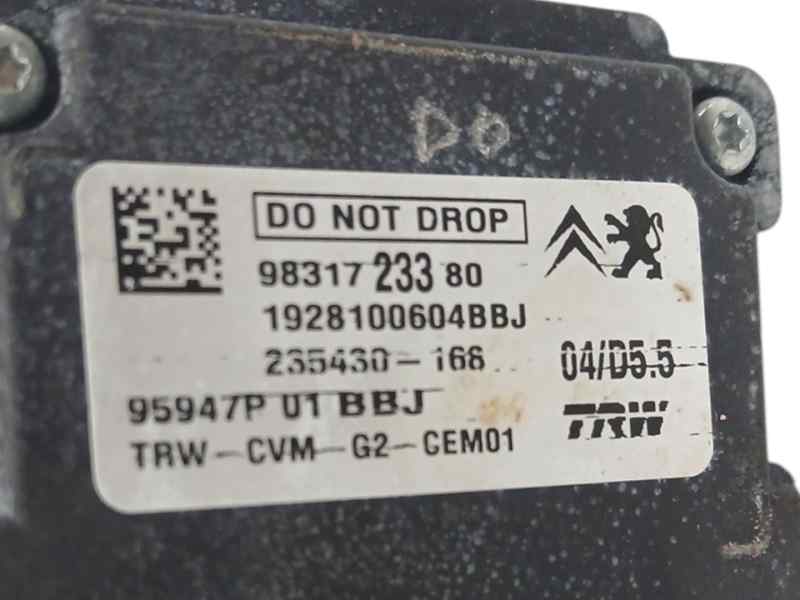 DO
DO NOT DROP
98317 233 80
1928100604BBJ
235430-168
04/D5.5
95947P 01 BBJ
TRW
TRW-CVM-G2-CEM01